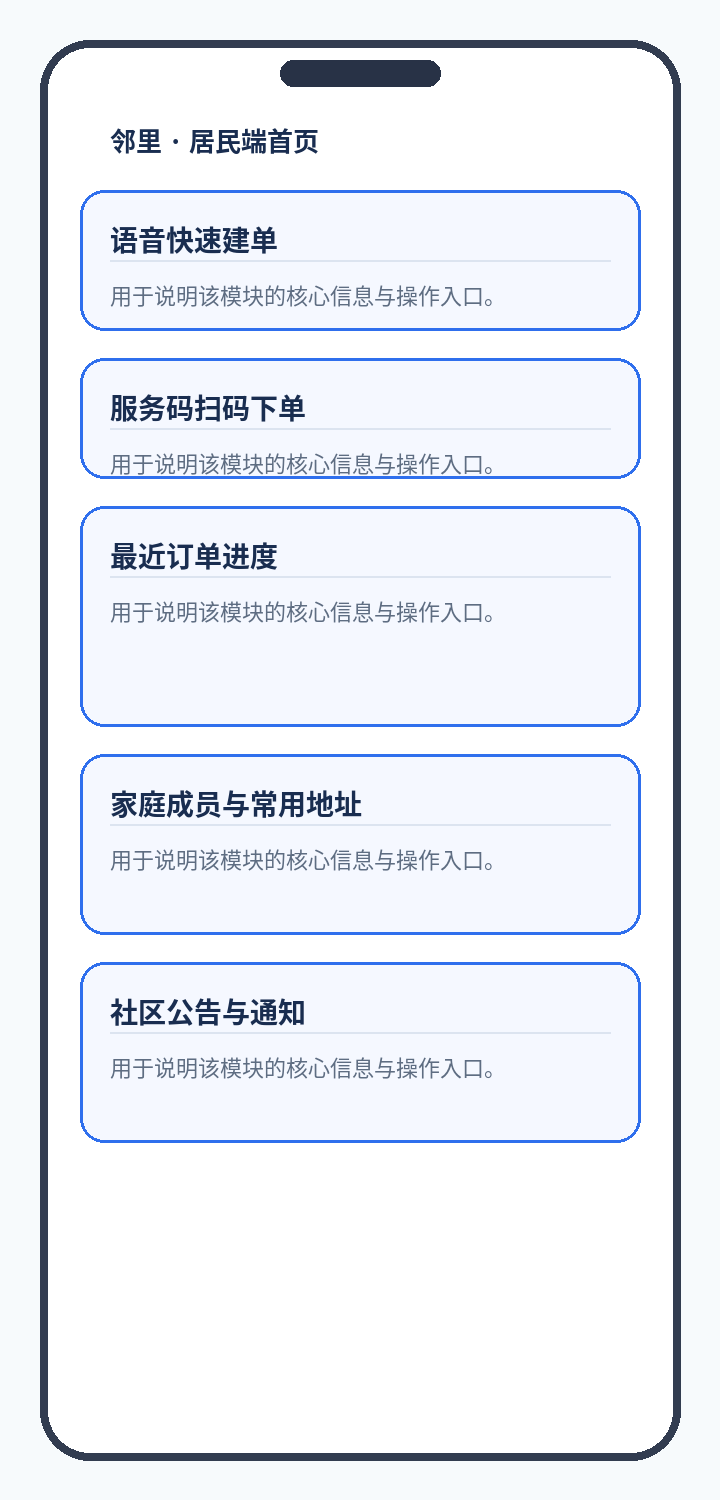 邻里 · 居民端首页
语音快速建单
用于说明该模块的核心信息与操作入口。
服务码扫码下单
用于说明该模块的核心信息与操作入口。
最近订单进度
用于说明该模块的核心信息与操作入口。
家庭成员与常用地址
用于说明该模块的核心信息与操作入口。
社区公告与通知
用于说明该模块的核心信息与操作入口。